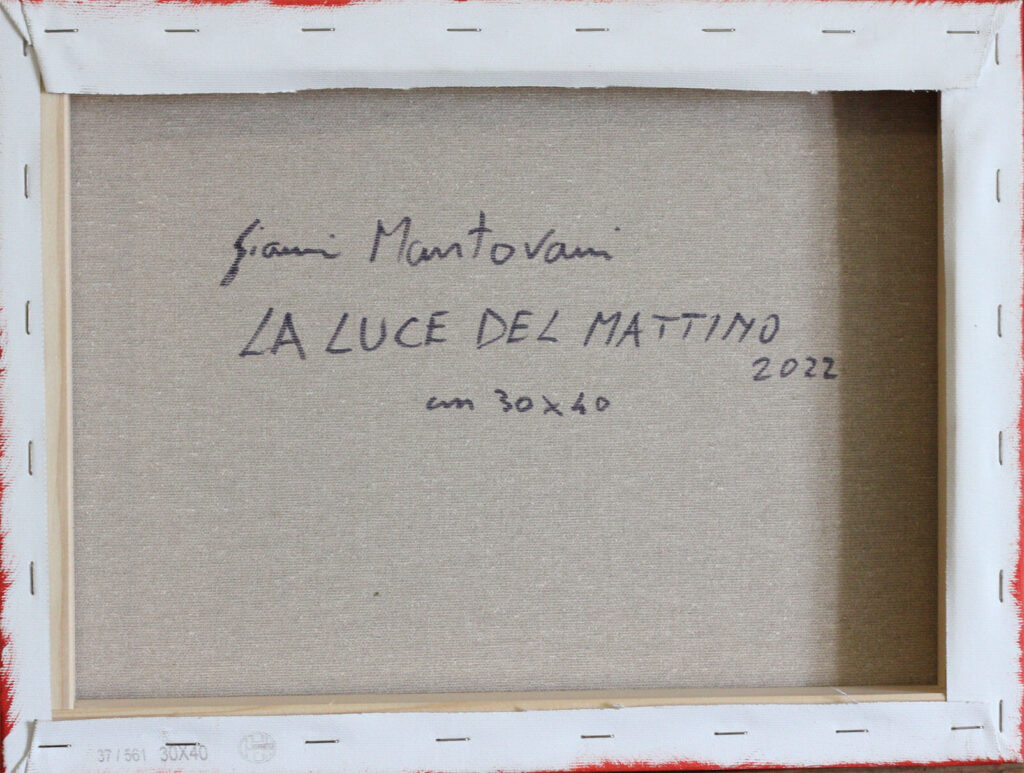 Gianni Mantovani
LA LUCE DEL MATTINO
2022
cm 30x40
37/561 30X40